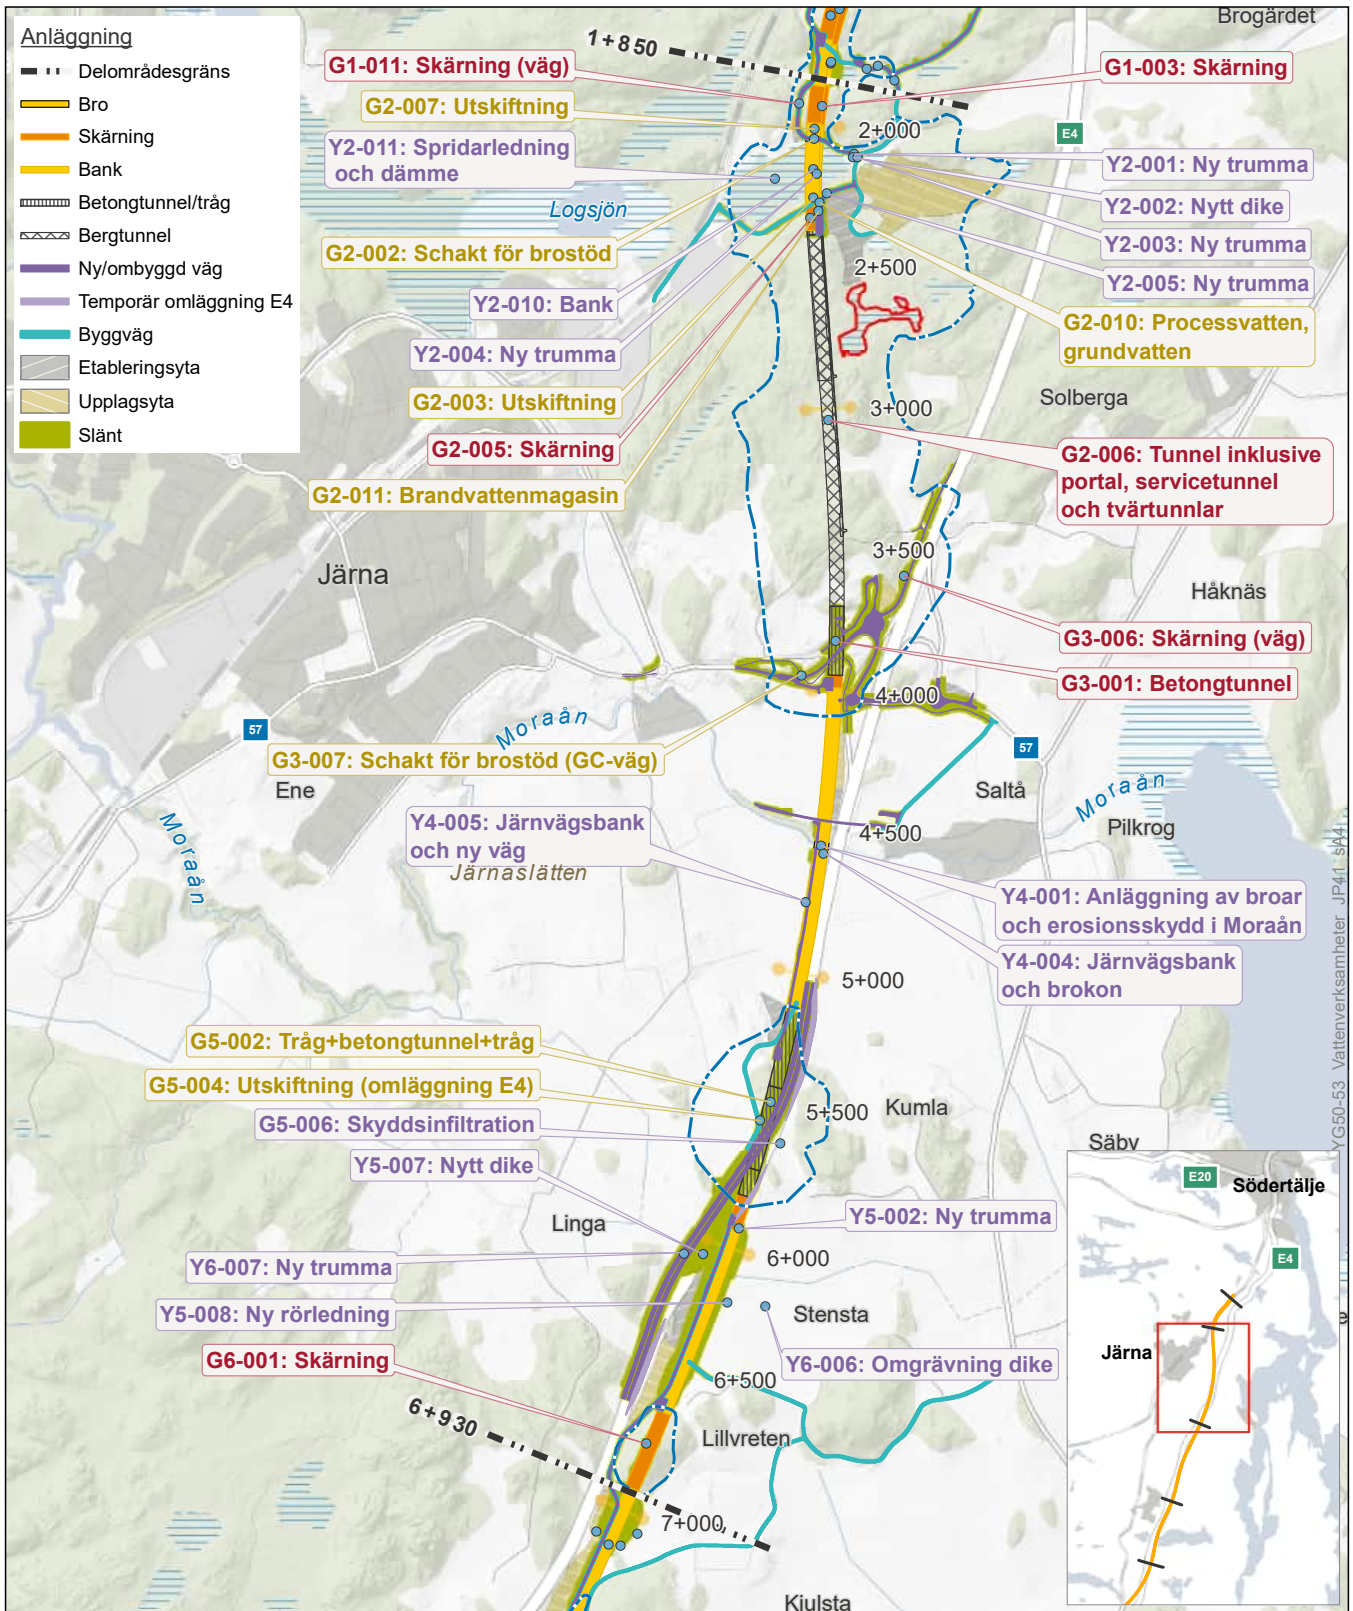 Anläggning
Delområdesgräns
Bro
Skärning
Bank
Betongtunnel/tråg
Bergtunnel
Ny/ombyggd väg
Temporär omläggning E4
Byggväg
Etableringsyta
Upplagsyta
Slänt
Brogärdet
1+850
G1-011: Skärning (väg)
G1-003: Skärning
G2-007: Utskiftning
2+000
E4
Y2-011: Spridarledning
och dämme
Y2-001: Ny trumma
Y2-002: Nytt dike
Logsjön
Y2-003: Ny trumma
G2-002: Schakt för brostöd
2+500
Y2-005: Ny trumma
Y2-010: Bank
G2-010: Processvatten,
grundvatten
Y2-004: Ny trumma
G2-003: Utskiftning
3+000
Solberga
G2-005: Skärning
G2-006: Tunnel inklusive
portal, servicetunnel
och tvärtunnlar
G2-011: Brandvattenmagasin
3+500
Järna
Håknäs
G3-006: Skärning (väg)
G3-001: Betongtunnel
4+000
57
Moraån
57
G3-007: Schakt för brostöd (GC-väg)
Ene
Saltå
Moraån
Moraån
Pilkrog
Y4-005: Järnvägsbank
och ny väg
4+500
Järnaslätten
Y4-001: Anläggning av broar
och erosionsskydd i Moraån
Y4-004: Järnvägsbank
och brokon
5+000
YG50-53 Vattenverksamheter JP41 sA4
G5-002: Tråg+betongtunnel+tråg
G5-004: Utskiftning (omläggning E4)
5+500
Kumla
G5-006: Skyddsinfiltration
Säby
Y5-007: Nytt dike
E20
Södertälje
Linga
Y5-002: Ny trumma
E4
Y6-007: Ny trumma
6+000
Y5-008: Ny rörledning
Stensta
Järna
G6-001: Skärning
Y6-006: Omgrävning dike
6+500
6+930
Lillvreten
7+000
Kjulsta